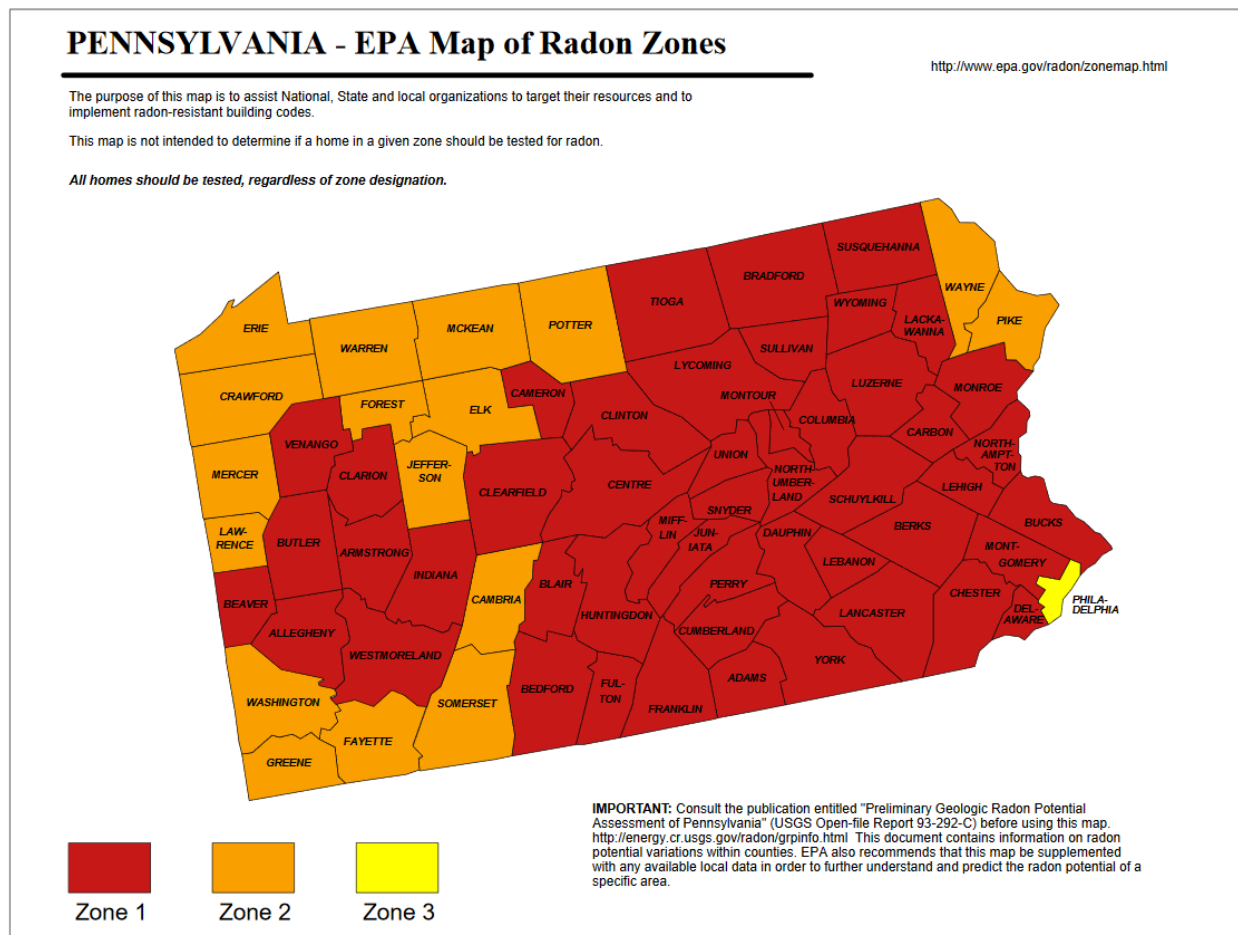 PENNSYLVANIA - EPA Map of Radon Zones
http://www.epa.gov/radon/zonemap.html
The purpose of this map is to assist National, State and local organizations to target their resources and to
implement radon-resistant building codes.
This map is not intended to determine if a home in a given zone should be tested for radon.
All homes should be tested, regardless of zone designation.
SUSQUEHANNA
BRADFORD
TIOGA
WAYNE
WYOMING
LACKA-
WANNA
PIKE
POTTER
MCKEAN
ERIE
WARREN
SULLIVAN
LYCOMING
LUZERNE
MONROE
CRAWFORD
FOREST
ELK
CAMERON
CLINTON
MONTOUR
COLUMBIA
CARBON
VENANGO
CLARION
JEFFER-
SON
UNION
NORTH-
AMPT-
TON
MERCER
CLEARFIELD
CENTRE
NORTH
UMBER-
LAND
LEHIGH
SCHUYLKILL
SNYDER
LAW-
RENCE
BUTLER
ARMSTRONG
MIFF-
LIN
JUN-
IATA
DAUPHIN
BERKS
BUCKS
INDIANA
MONT-
GOMERY
LEBANON
BLAIR
PERRY
BEAVER
CAMBRIA
HUNTINGDON
CHESTER
PHILA-
DELPHIA
DEL-
AWARE
LANCASTER
ALLEGHENY
CUMBERLAND
WESTMORELAND
YORK
ADAMS
BEDFORD
FUL-
TON
FRANKLIN
WASHINGTON
SOMERSET
FAYETTE
GREENE
IMPORTANT: Consult the publication entitled "Preliminary Geologic Radon Potential
Assessment of Pennsylvania" (USGS Open-file Report 93-292-C) before using this map.
http://energy.cr.usgs.gov/radon/grpinfo.html This document contains information on radon
potential variations within counties. EPA also recommends that this map be supplemented
with any available local data in order to further understand and predict the radon potential of a
specific area.
Zone 1
Zone 2
Zone 3